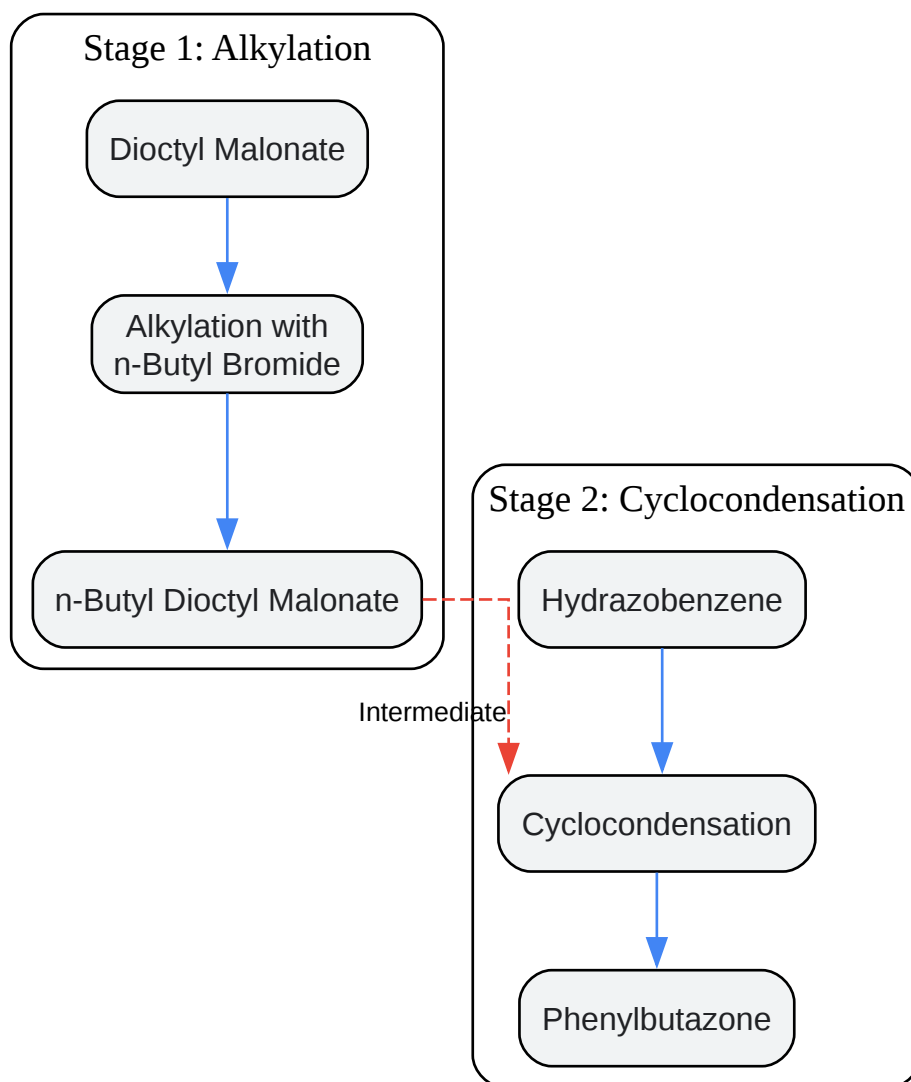 Stage 1: Alkylation
Dioctyl Malonate
Alkylation with
n-Butyl Bromide
n-Butyl Dioctyl Malonate
Intermediate
Stage 2: Cyclocondensation
Hydrazobenzene
Cyclocondensation
Phenylbutazone